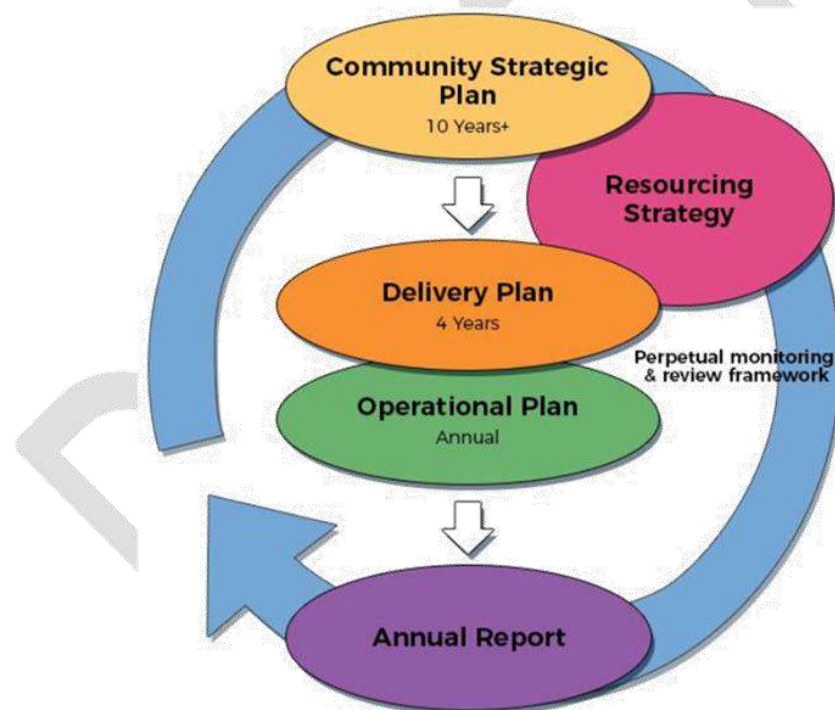 Community Strategic
Plan
10 Years+
Resourcing
Strategy
Delivery Plan
4 Years
Perpetual monitoring
& review framework
Operational Plan
Annual
Annual Report